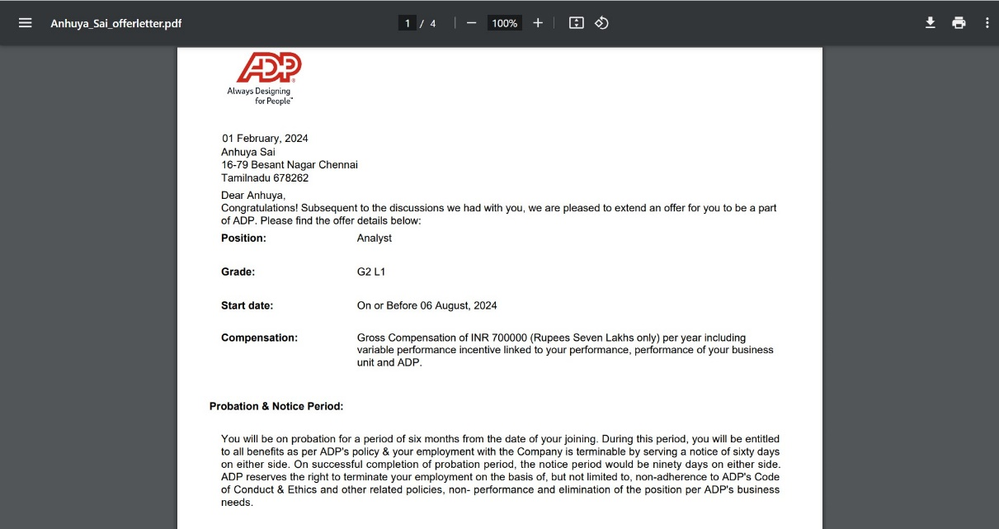 Anhuya_Sai_offerletter.pdf
1 / 4
100%
ADP®
Always Designing
for People™
01 February, 2024
Anhuya Sai
16-79 Besant Nagar Chennai
Tamilnadu 678262
Dear Anhuya,
Congratulations! Subsequent to the discussions we had with you, we are pleased to extend an offer for you to be a part
of ADP. Please find the offer details below:
Position: Analyst
Grade: G2 L1
Start date: On or Before 06 August, 2024
Compensation: Gross Compensation of INR 700000 (Rupees Seven Lakhs only) per year including
variable performance incentive linked to your performance, performance of your business
unit and ADP.
Probation & Notice Period:
You will be on probation for a period of six months from the date of your joining. During this period, you will be entitled
to all benefits as per ADP's policy & your employment with the Company is terminable by serving a notice of sixty days
on either side. On successful completion of probation period, the notice period would be ninety days on either side.
ADP reserves the right to terminate your employment on the basis of, but not limited to, non-adherence to ADP's Code
of Conduct & Ethics and other related policies, non- performance and elimination of the position per ADP's business
needs.